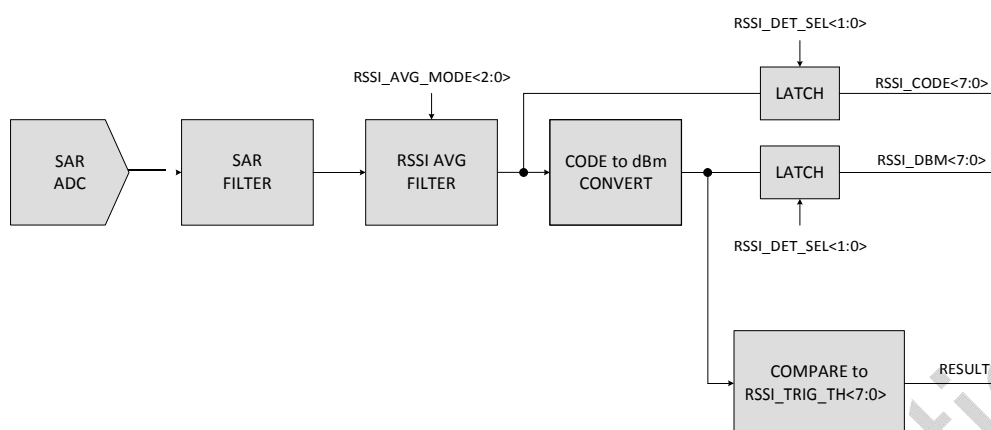 RSSI_DET_SEL<1:0>
RSSI_AVG_MODE<2:0>
LATCH
RSSI_CODE<7:0>
SAR
ADC
SAR
FILTER
RSSI AVG
FILTER
CODE to dBm
CONVERT
LATCH
RSSI_DBM<7:0>
RSSI_DET_SEL<1:0>
COMPARE to
RSSI_TRIG_TH<7:0>
RESULT